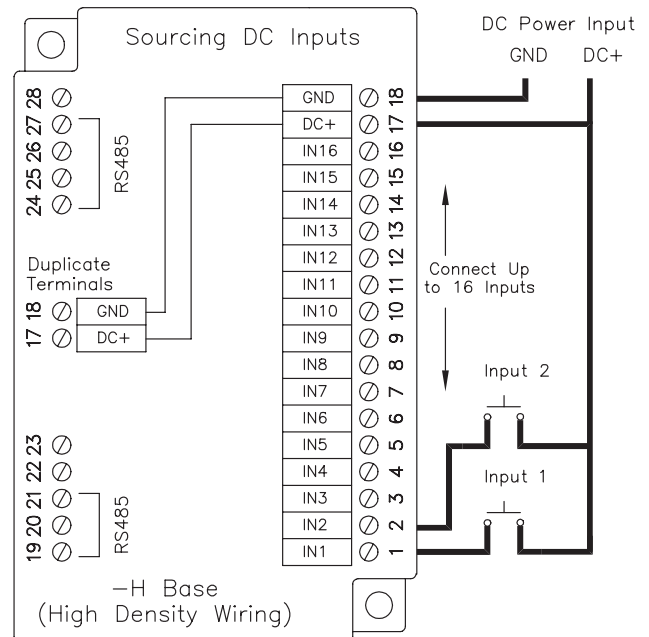 Sourcing DC Inputs
DC Power Input
GND DC+
28
27
26
25
24
RS485
Duplicate
Terminals
18 GND
17 DC+
23
22
21
20
19
RS485
GND 18
DC+ 17
IN16 16
IN15 15
IN14 14
IN13 13
IN12 12
IN11 11
IN10 10
IN9 9
IN8 8
IN7 7
IN6 6
IN5 5
IN4 4
IN3 3
IN2 2
IN1 1
Connect Up
to 16 Inputs
Input 2
Input 1
-H Base
(High Density Wiring)